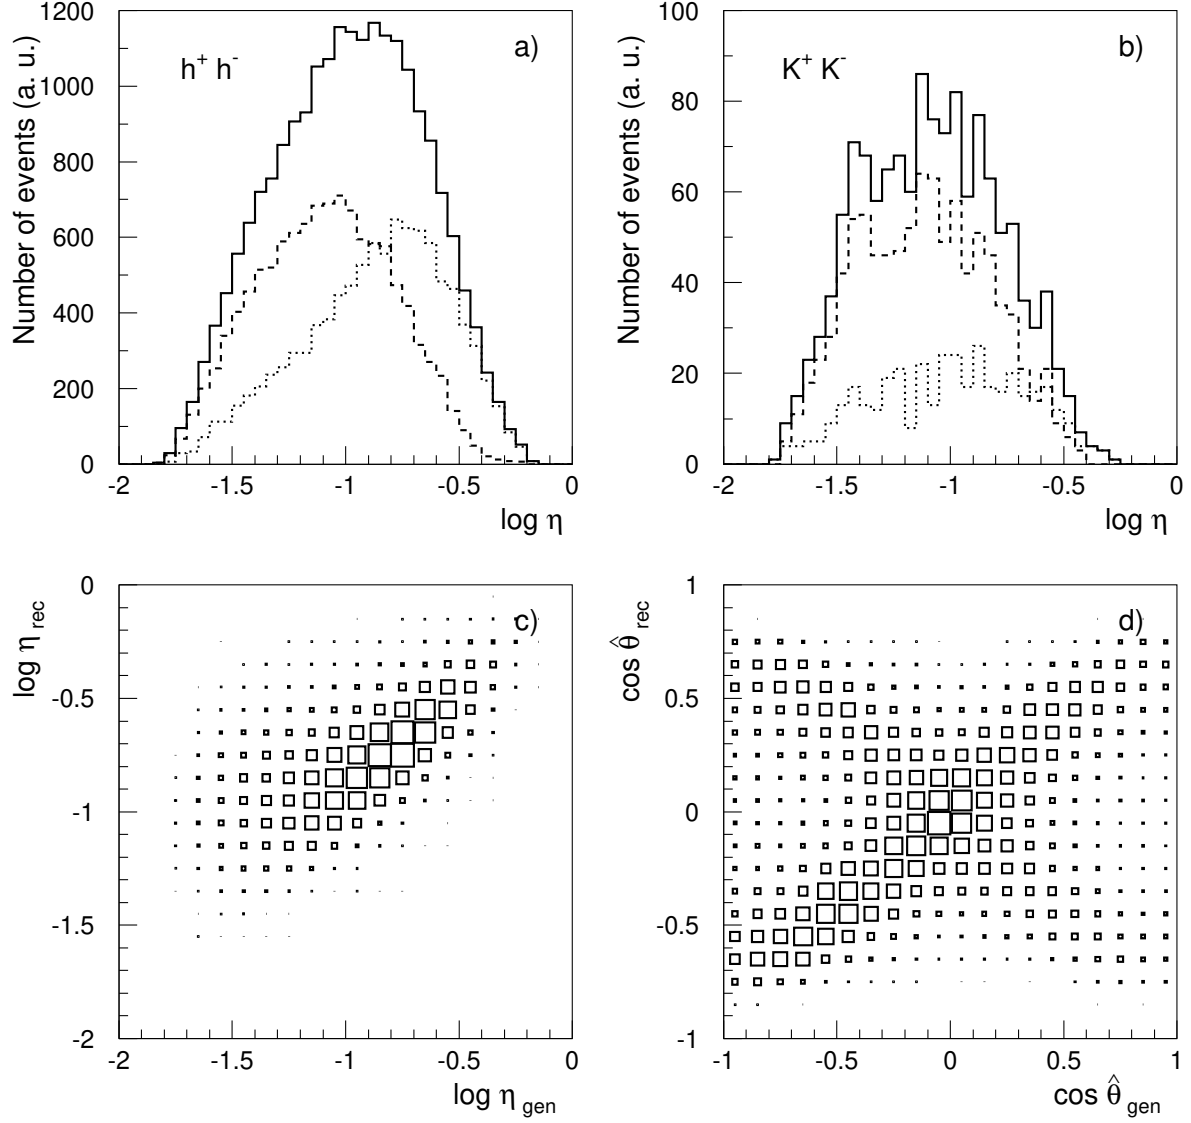 Number of events (a. u.)
1200
1000
800
600
400
200
0
h+ h-
a)
-2 -1.5 -1 -0.5 0
log η
Number of events (a. u.)
100
80
60
40
20
0
K+ K-
b)
-2 -1.5 -1 -0.5 0
log η
log η rec
0
-0.5
-1
-1.5
-2
c)
-2 -1.5 -1 -0.5 0
log η gen
cos θ̂ rec
1
0.5
0
-0.5
-1
d)
-1 -0.5 0 0.5 1
cos θ̂ gen